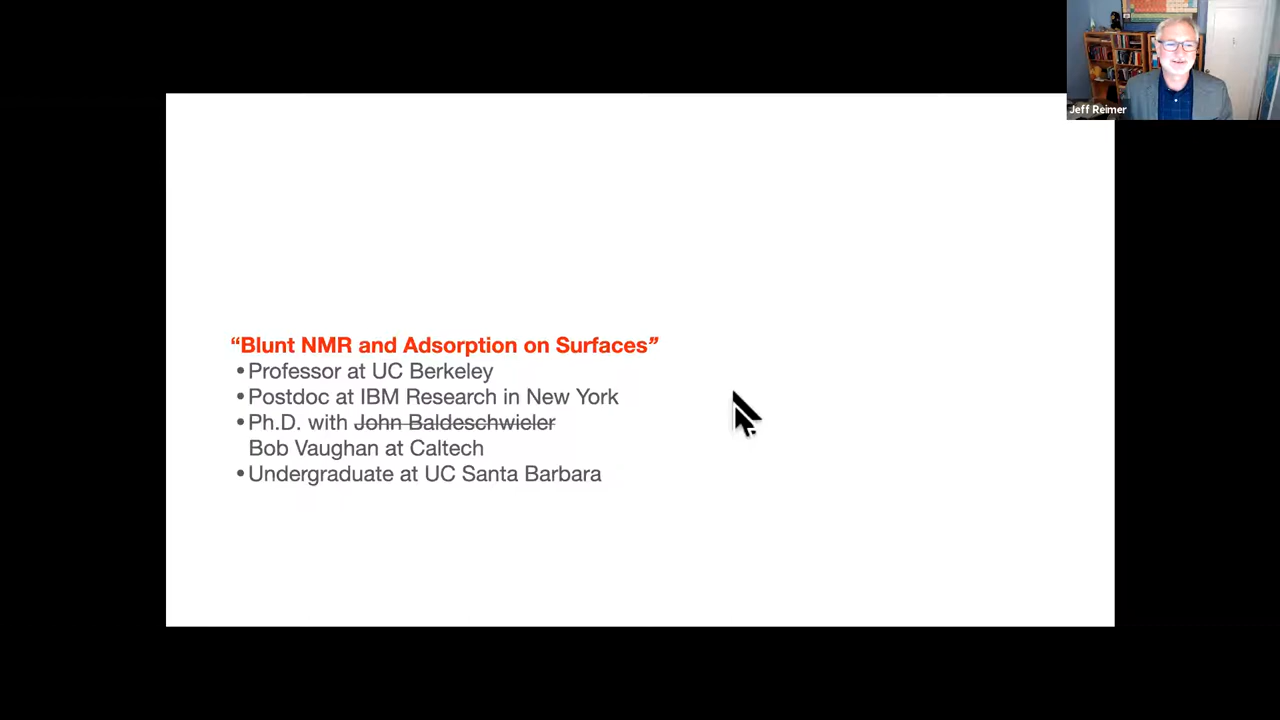 Jeff Reimer
“Blunt NMR and Adsorption on Surfaces”
•Professor at UC Berkeley
•Postdoc at IBM Research in New York
•Ph.D. with John Baldeschwieler
Bob Vaughan at Caltech
•Undergraduate at UC Santa Barbara